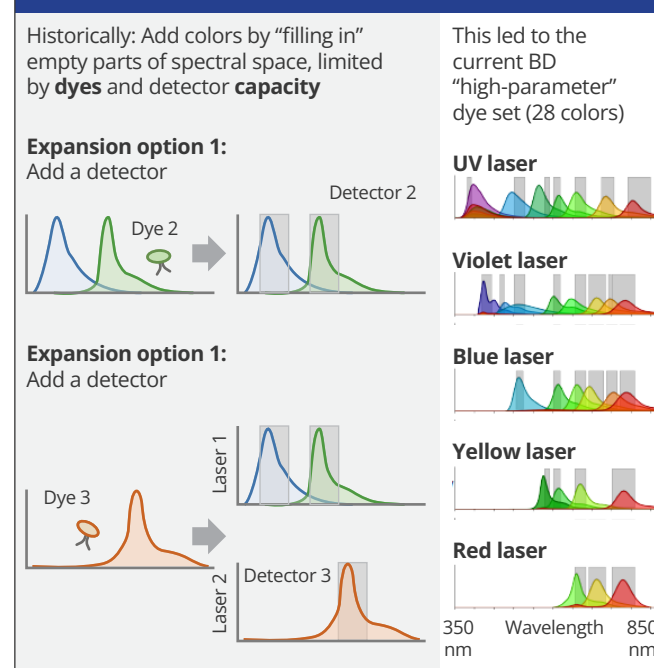 Historically: Add colors by “filling in”
empty parts of spectral space, limited
by dyes and detector capacity
Expansion option 1:
Add a detector
Dye 2
Detector 2
Expansion option 1:
Add a detector
Dye 3
Laser 1
Laser 2
Detector 3
This led to the
current BD
“high-parameter”
dye set (28 colors)
UV laser
Violet laser
Blue laser
Yellow laser
Red laser
350 Wavelength 850
nm nm